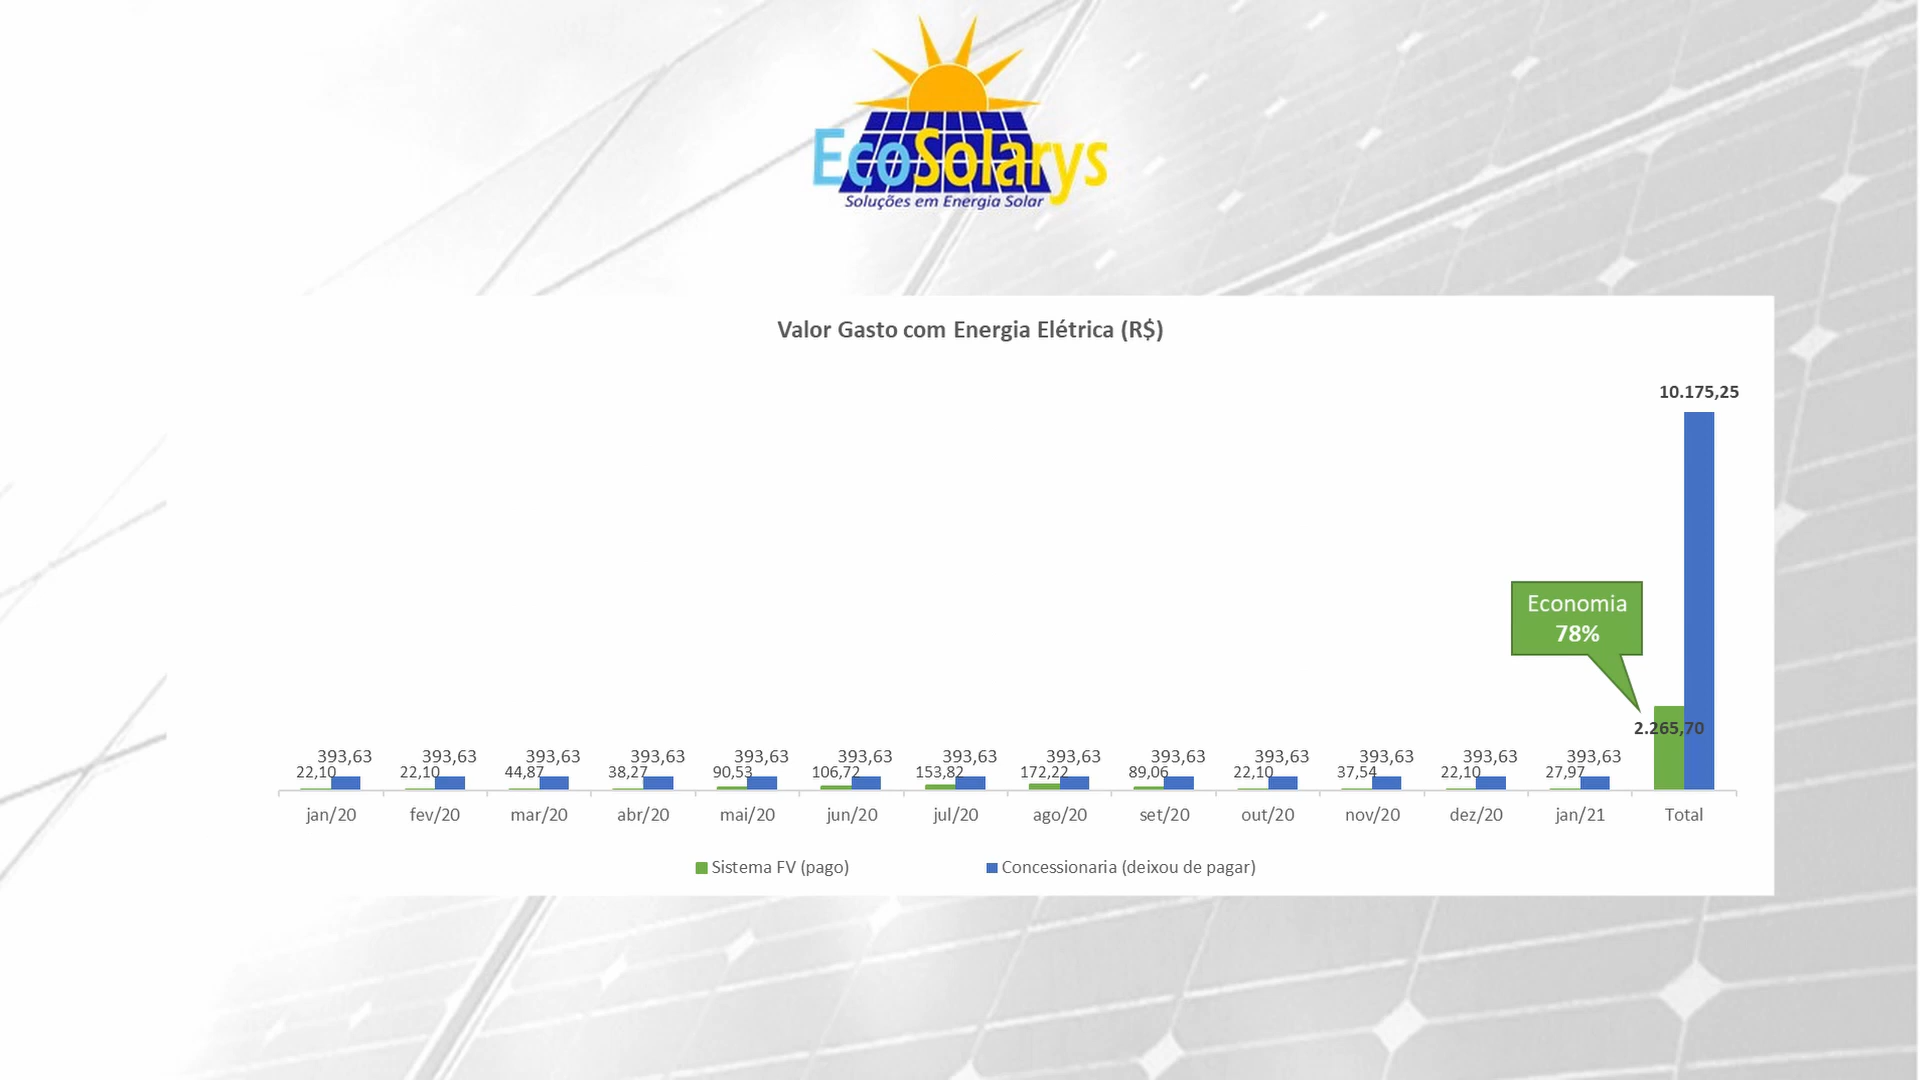 EcoSolarys
Soluções em Energia Solar
Valor Gasto com Energia Elétrica (R$)
10.175,25
Economia
78%
2.265,70
393,63 393,63 393,63 393,63 393,63 393,63 393,63 393,63 393,63 393,63 393,63 393,63 393,63
22,10 22,10 44,87 38,27 90,53 106,72 153,82 172,22 89,06 22,10 37,54 22,10 27,97
jan/20 fev/20 mar/20 abr/20 mai/20 jun/20 jul/20 ago/20 set/20 out/20 nov/20 dez/20 jan/21 Total
Sistema FV (pago) Concessionaria (deixou de pagar)